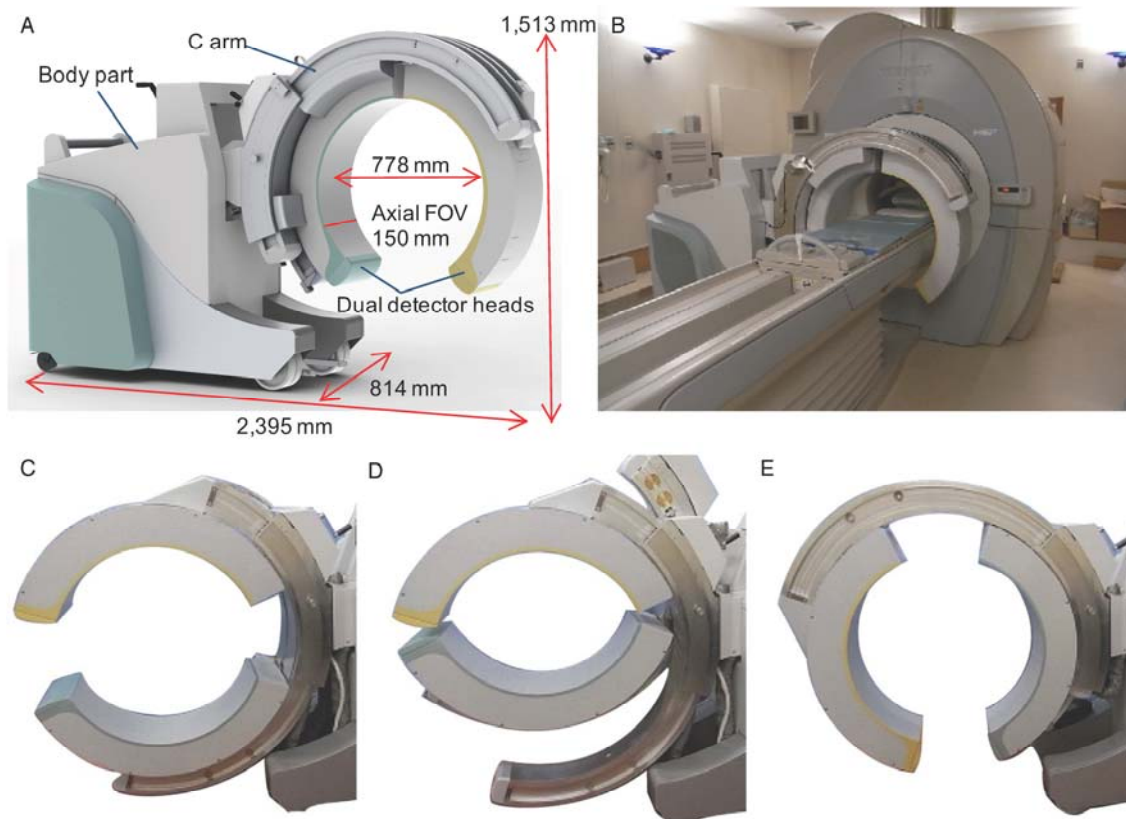 A
C arm
Body part
1,513 mm
778 mm
Axial FOV
150 mm
Dual detector heads
814 mm
2,395 mm
B
C
D
E